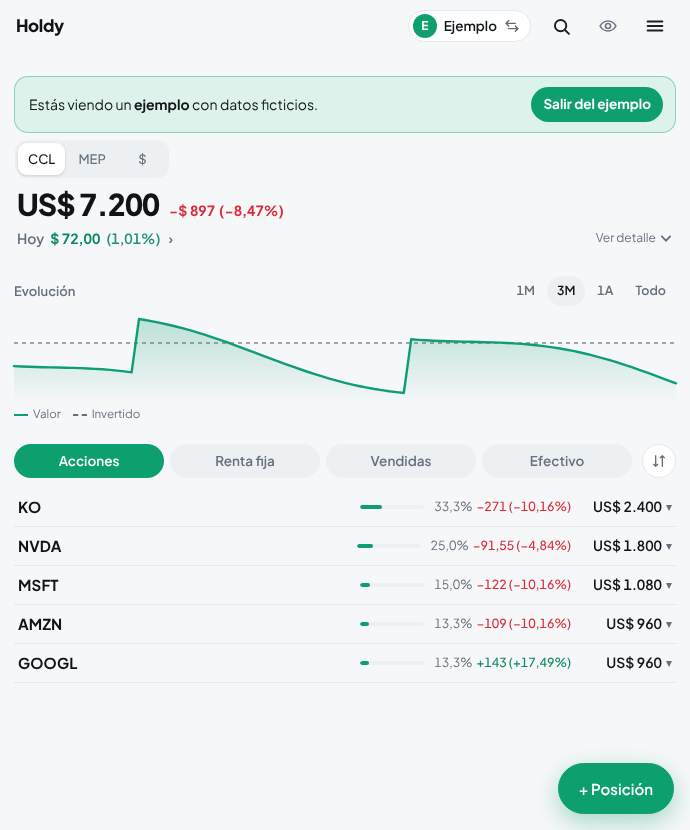 Holdy
E Ejemplo
Estás viendo un ejemplo con datos ficticios.
Salir del ejemplo
CCL MEP $
US$ 7.200 −$ 897 (−8,47%)
Hoy $ 72,00 (1,01%) ›
Ver detalle
Evolución
1M 3M 1A Todo
Valor Invertido
Acciones Renta fija Vendidas Efectivo
KO 33,3% −271 (−10,16%) US$ 2.400 ▾
NVDA 25,0% −91,55 (−4,84%) US$ 1.800 ▾
MSFT 15,0% −122 (−10,16%) US$ 1.080 ▾
AMZN 13,3% −109 (−10,16%) US$ 960 ▾
GOOGL 13,3% +143 (+17,49%) US$ 960 ▾
+ Posición